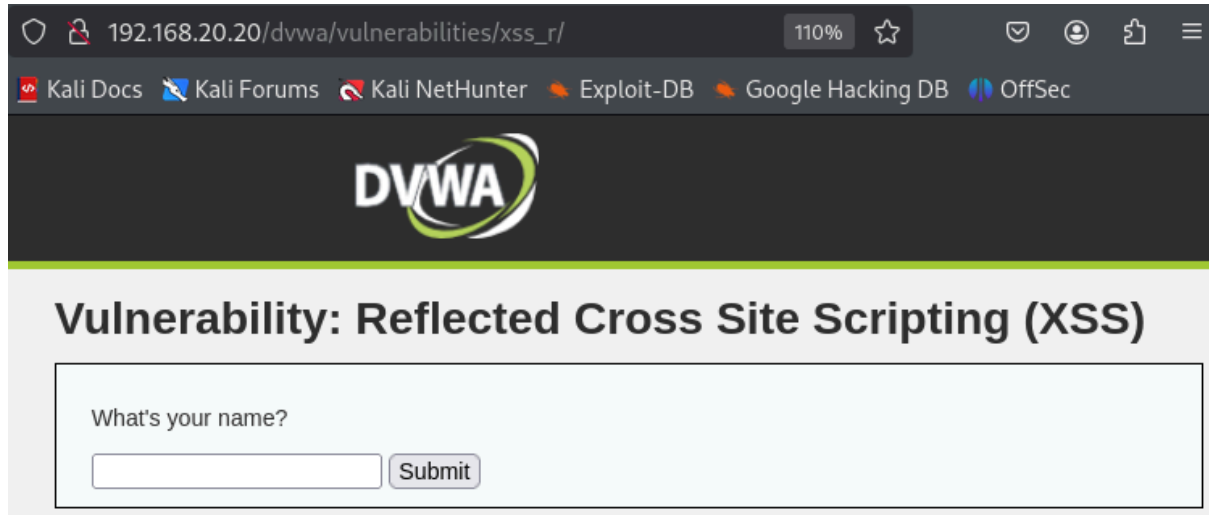 192.168.20.20/dvwa/vulnerabilities/xss_r/ 110%
Kali Docs Kali Forums Kali NetHunter Exploit-DB Google Hacking DB OffSec
DVWA
Vulnerability: Reflected Cross Site Scripting (XSS)
What's your name?
Submit